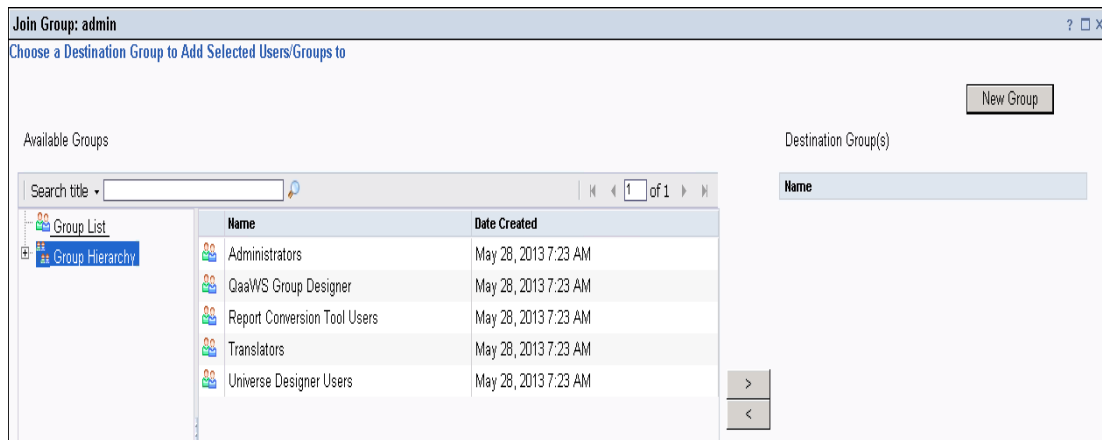 Join Group: admin
?
Choose a Destination Group to Add Selected Users/Groups to
New Group
Available Groups
Destination Group(s)
Search title
1 of 1
Name
Group List
Group Hierarchy
Name Date Created
Administrators May 28, 2013 7:23 AM
QaaWS Group Designer May 28, 2013 7:23 AM
Report Conversion Tool Users May 28, 2013 7:23 AM
Translators May 28, 2013 7:23 AM
Universe Designer Users May 28, 2013 7:23 AM
>
<